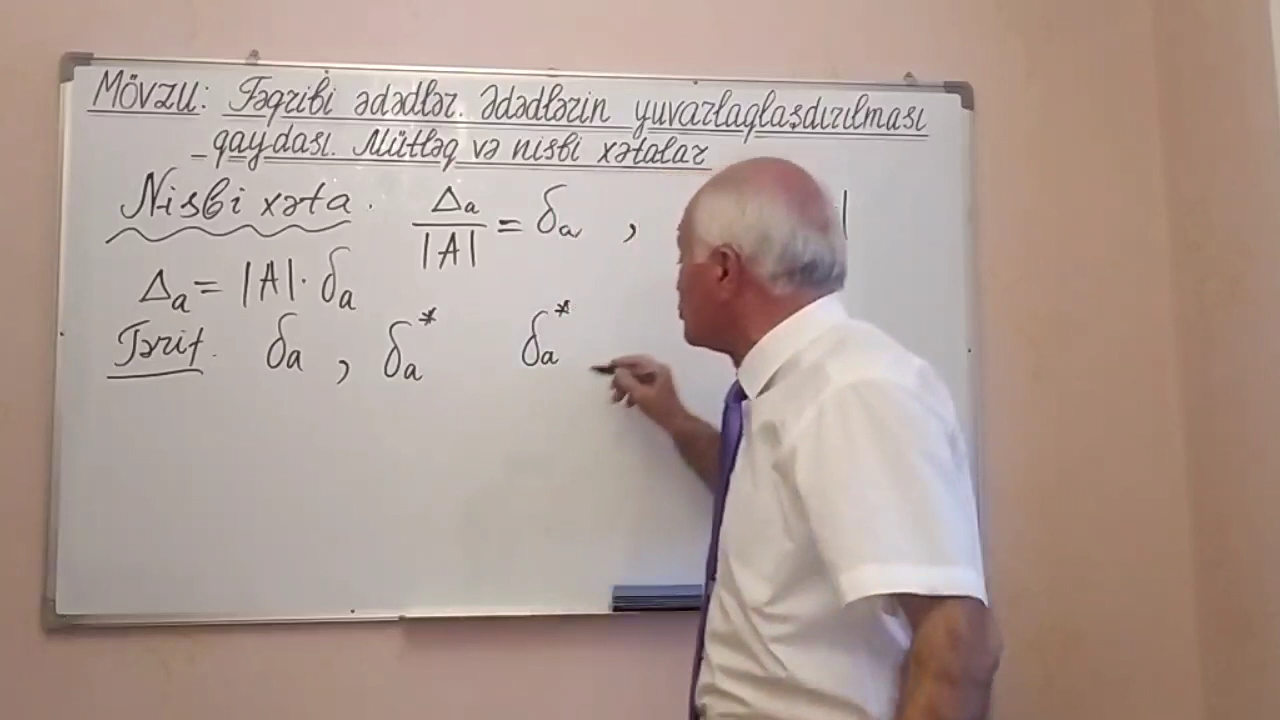 MÖVZU: Təqribi ədədlər. Ədədlərin yuvarlaqlaşdırılması
qaydası. Mütləq və nisbi xətalar
Nisbi xəta. Δa / |A| = δa ,
Δa = |A| · δa
Tərif. δa , δa* δa*